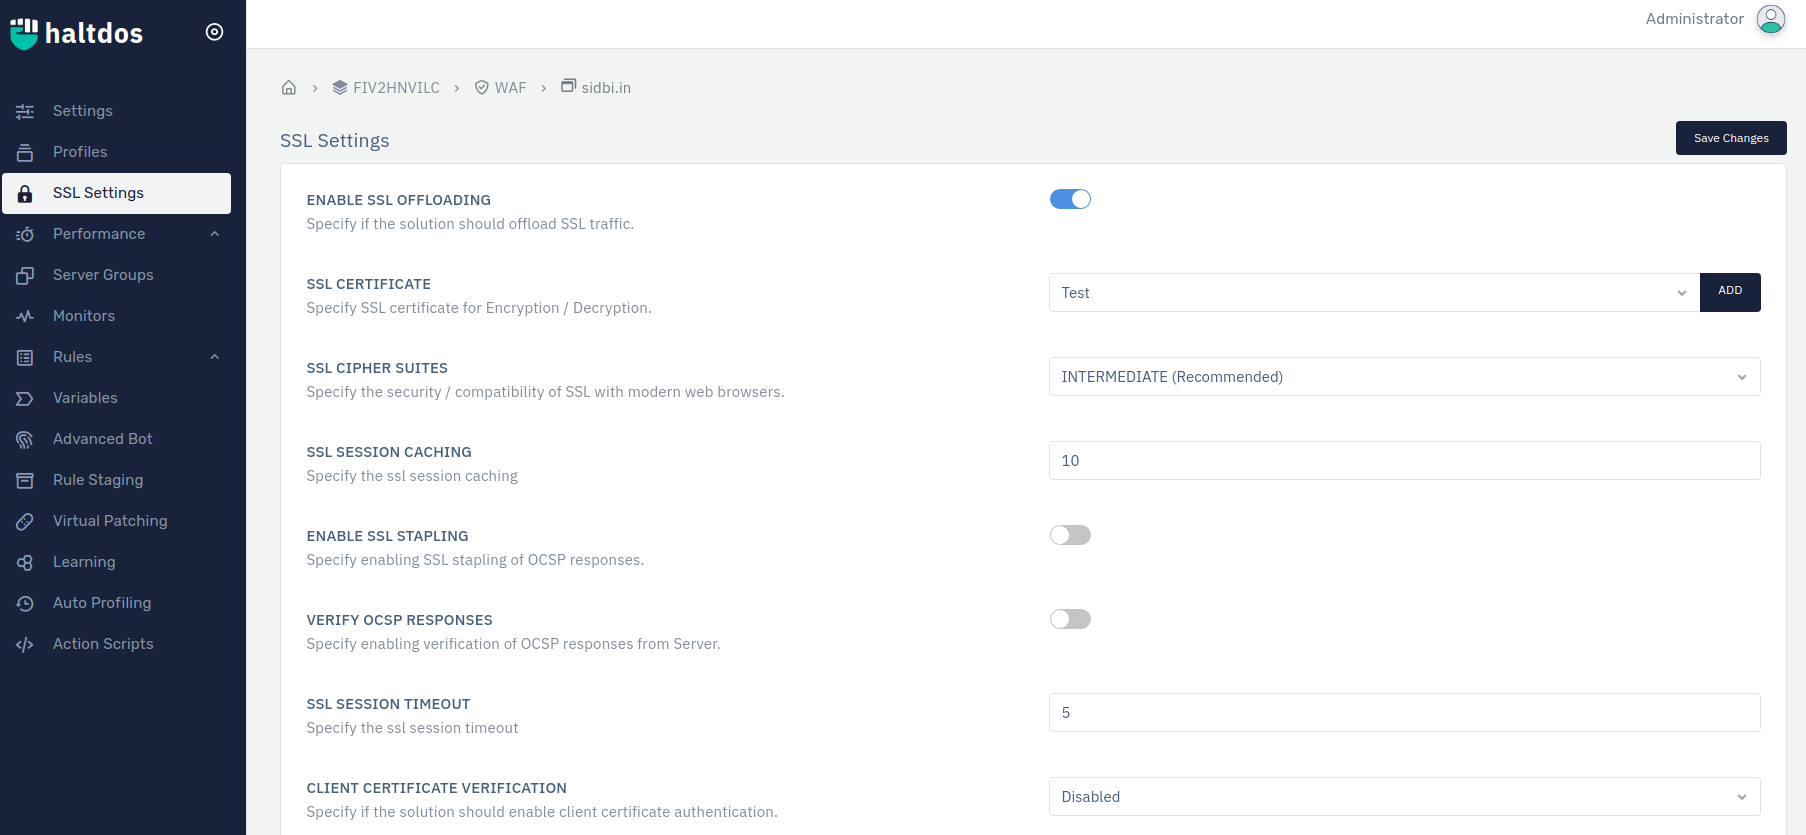 haltdos
Administrator
Settings
Profiles
SSL Settings
Performance
Server Groups
Monitors
Rules
Variables
Advanced Bot
Rule Staging
Virtual Patching
Learning
Auto Profiling
Action Scripts
FIV2HNVILC > WAF > sidbi.in
SSL Settings
Save Changes
ENABLE SSL OFFLOADING
Specify if the solution should offload SSL traffic.
SSL CERTIFICATE
Specify SSL certificate for Encryption / Decryption.
Test
ADD
SSL CIPHER SUITES
Specify the security / compatibility of SSL with modern web browsers.
INTERMEDIATE (Recommended)
SSL SESSION CACHING
Specify the ssl session caching
10
ENABLE SSL STAPLING
Specify enabling SSL stapling of OCSP responses.
VERIFY OCSP RESPONSES
Specify enabling verification of OCSP responses from Server.
SSL SESSION TIMEOUT
Specify the ssl session timeout
5
CLIENT CERTIFICATE VERIFICATION
Specify if the solution should enable client certificate authentication.
Disabled